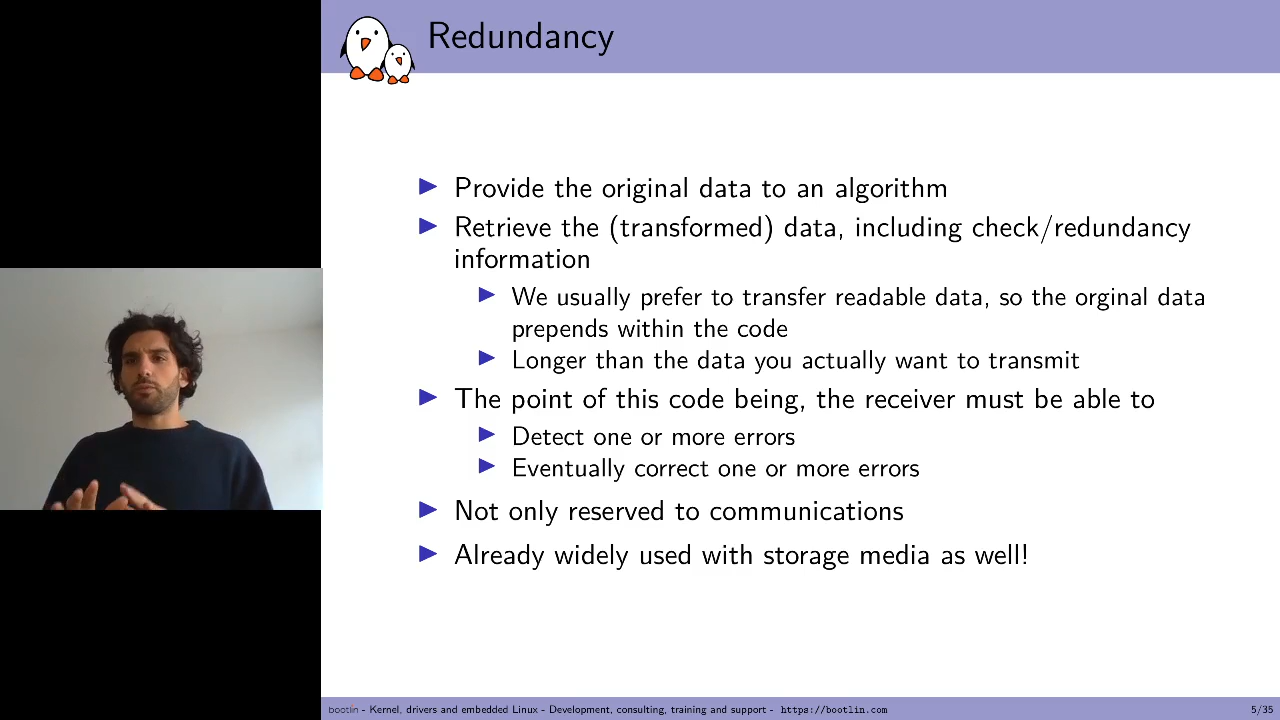 Redundancy
Provide the original data to an algorithm
Retrieve the (transformed) data, including check/redundancy
information
We usually prefer to transfer readable data, so the orginal data
prepends within the code
Longer than the data you actually want to transmit
The point of this code being, the receiver must be able to
Detect one or more errors
Eventually correct one or more errors
Not only reserved to communications
Already widely used with storage media as well!
bootlin - Kernel, drivers and embedded Linux - Development, consulting, training and support - https://bootlin.com
5/35